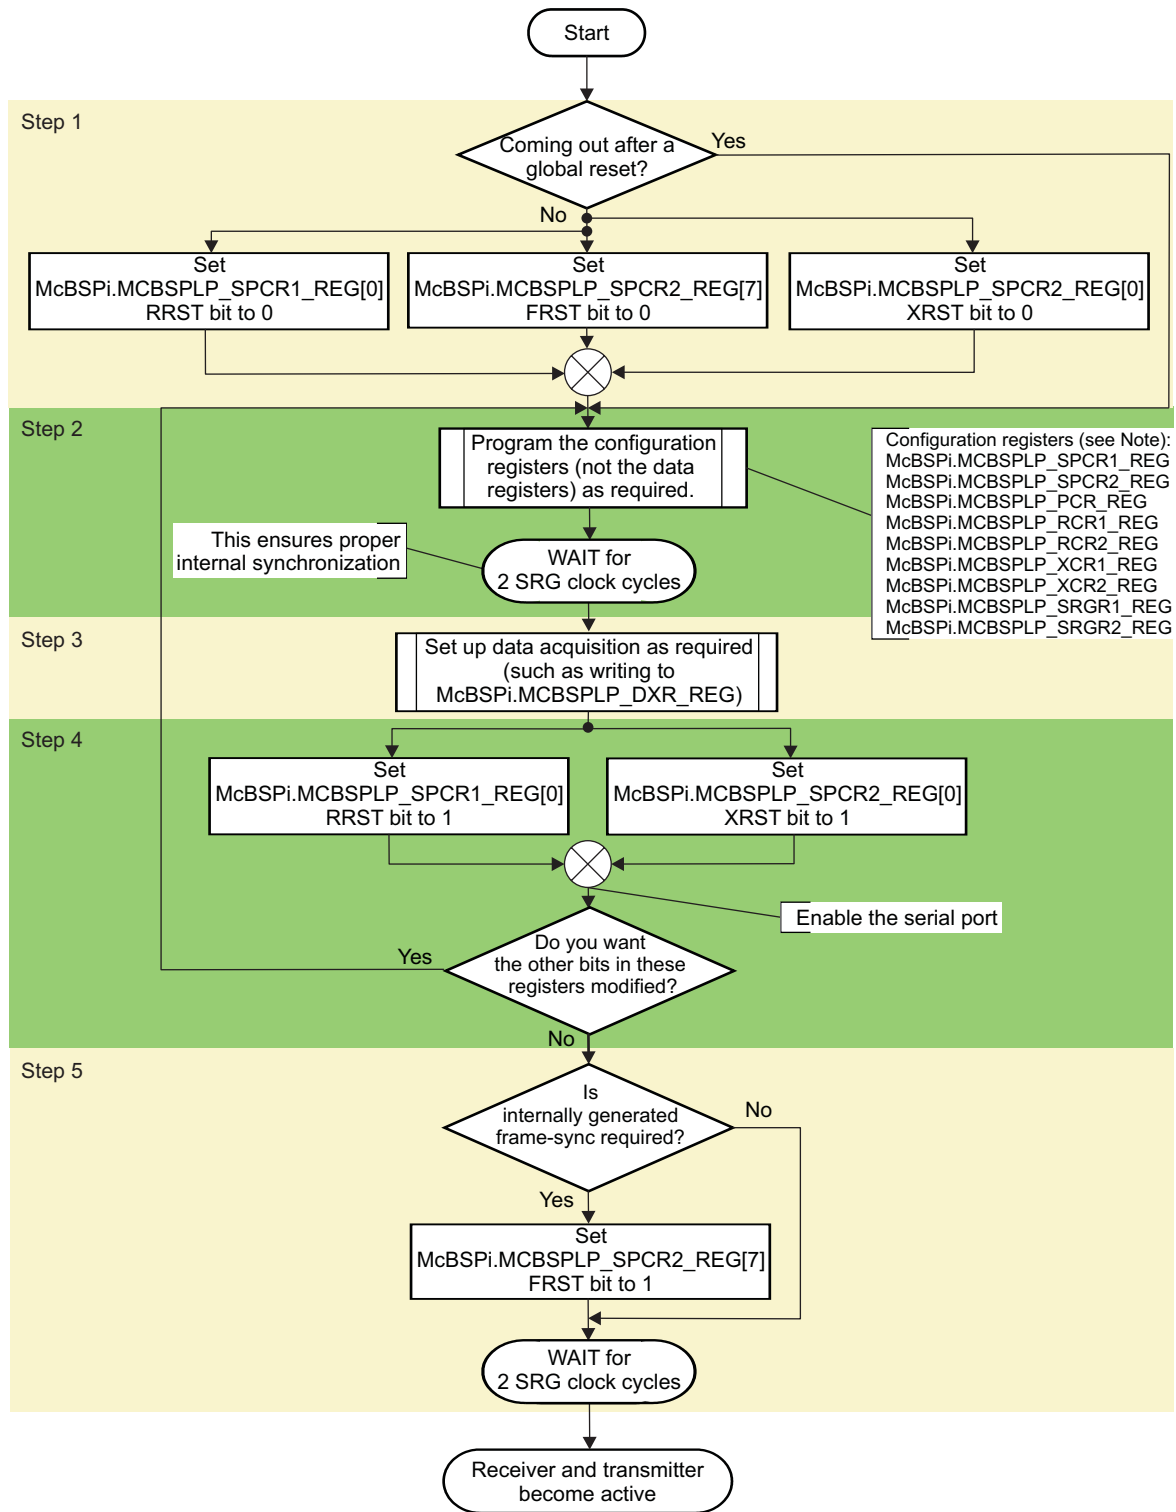 Start
Step 1
Coming out after a
global reset?
Yes
No
Set
McBSPi.MCBSPLP_SPCR1_REG[0]
RRST bit to 0
Set
McBSPi.MCBSPLP_SPCR2_REG[7]
FRST bit to 0
Set
McBSPi.MCBSPLP_SPCR2_REG[0]
XRST bit to 0
Step 2
Program the configuration
registers (not the data
registers) as required.
Configuration registers (see Note):
McBSPi.MCBSPLP_SPCR1_REG
McBSPi.MCBSPLP_SPCR2_REG
McBSPi.MCBSPLP_PCR_REG
McBSPi.MCBSPLP_RCR1_REG
McBSPi.MCBSPLP_RCR2_REG
McBSPi.MCBSPLP_XCR1_REG
McBSPi.MCBSPLP_XCR2_REG
McBSPi.MCBSPLP_SRGR1_REG
McBSPi.MCBSPLP_SRGR2_REG
This ensures proper
internal synchronization
WAIT for
2 SRG clock cycles
Step 3
Set up data acquisition as required
(such as writing to
McBSPi.MCBSPLP_DXR_REG)
Step 4
Set
McBSPi.MCBSPLP_SPCR1_REG[0]
RRST bit to 1
Set
McBSPi.MCBSPLP_SPCR2_REG[0]
XRST bit to 1
Enable the serial port
Do you want
the other bits in these
registers modified?
Yes
No
Step 5
Is
internally generated
frame-sync required?
No
Yes
Set
McBSPi.MCBSPLP_SPCR2_REG[7]
FRST bit to 1
WAIT for
2 SRG clock cycles
Receiver and transmitter
become active